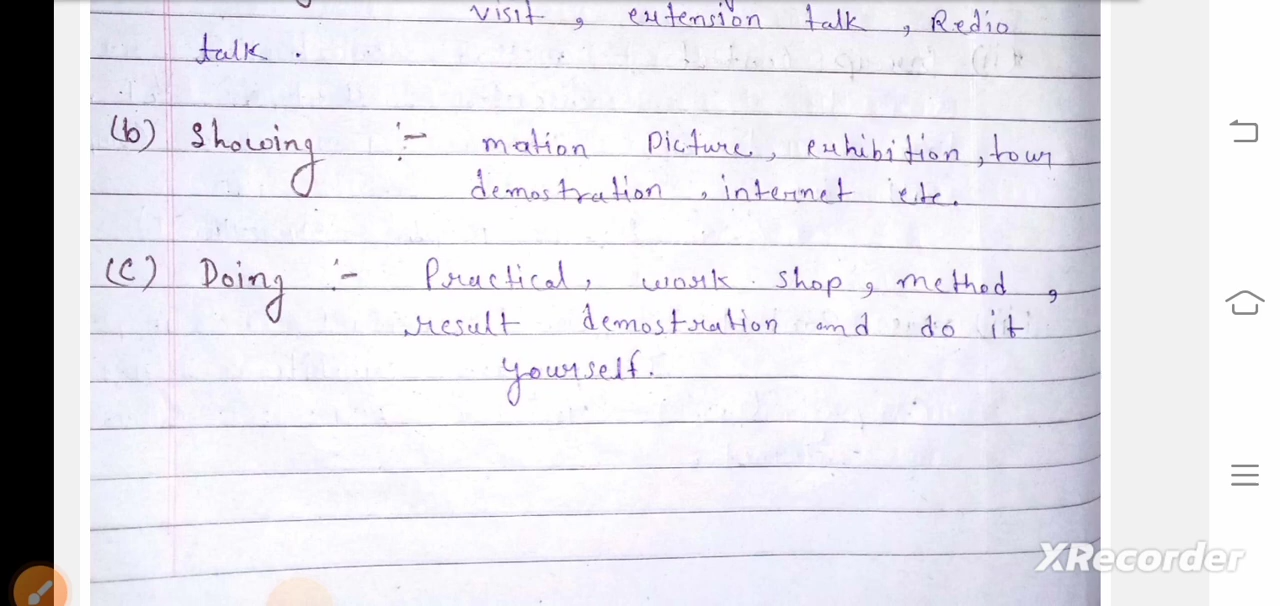 visit, extension talk, Redio
talk.
(b) Showing :- mation Picture, exhibition, tour
demostration, internet etc.
(C) Doing :- Practical, work shop, method,
result demostration and do it
yourself.
XRecorder